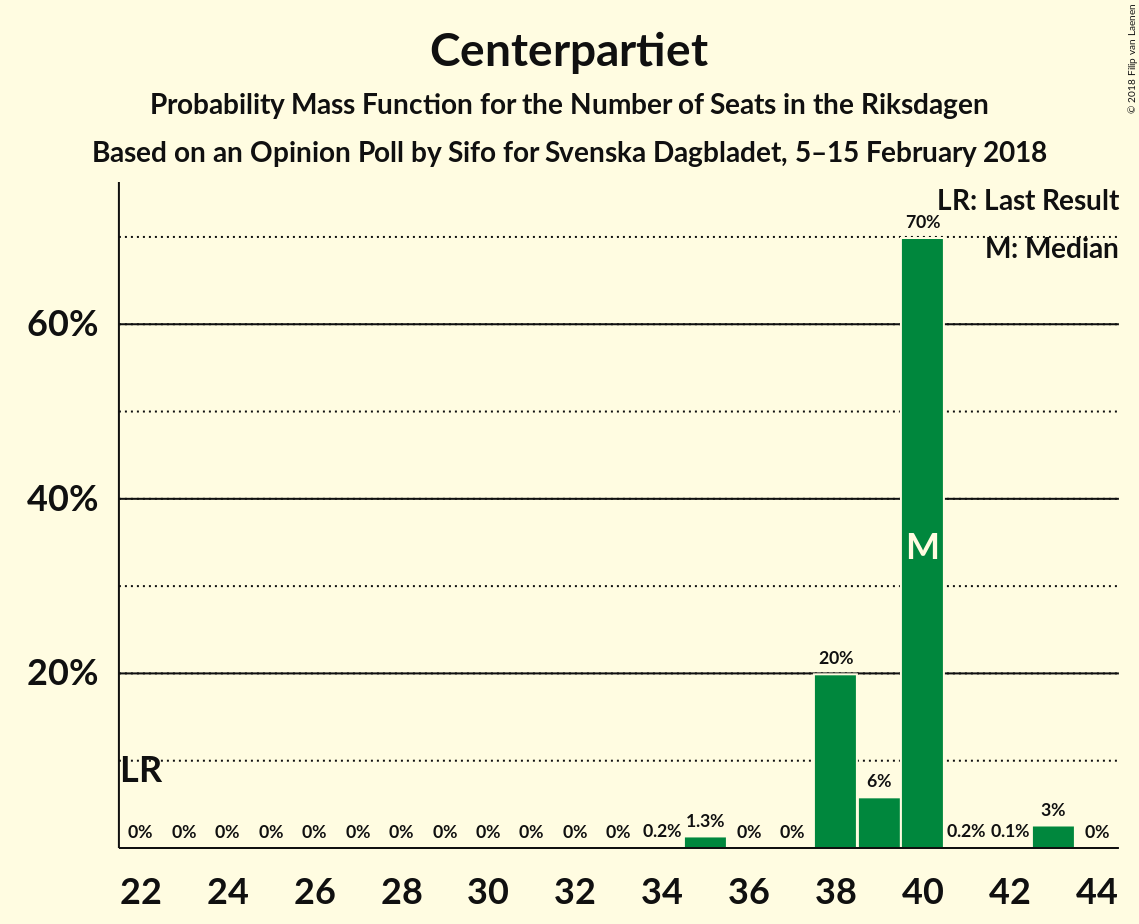 Centerpartiet
Probability Mass Function for the Number of Seats in the Riksdagen
Based on an Opinion Poll by Sifo for Svenska Dagbladet, 5–15 February 2018
© 2018 Filip van Laenen
LR: Last Result
M: Median
70%
60%
40%
M
20%
20%
LR
6%
0% 0% 0% 0% 0% 0% 0% 0% 0% 0% 0% 0% 0.2% 1.3% 0% 0% 0.2% 0.1% 3% 0%
22 24 26 28 30 32 34 36 38 40 42 44